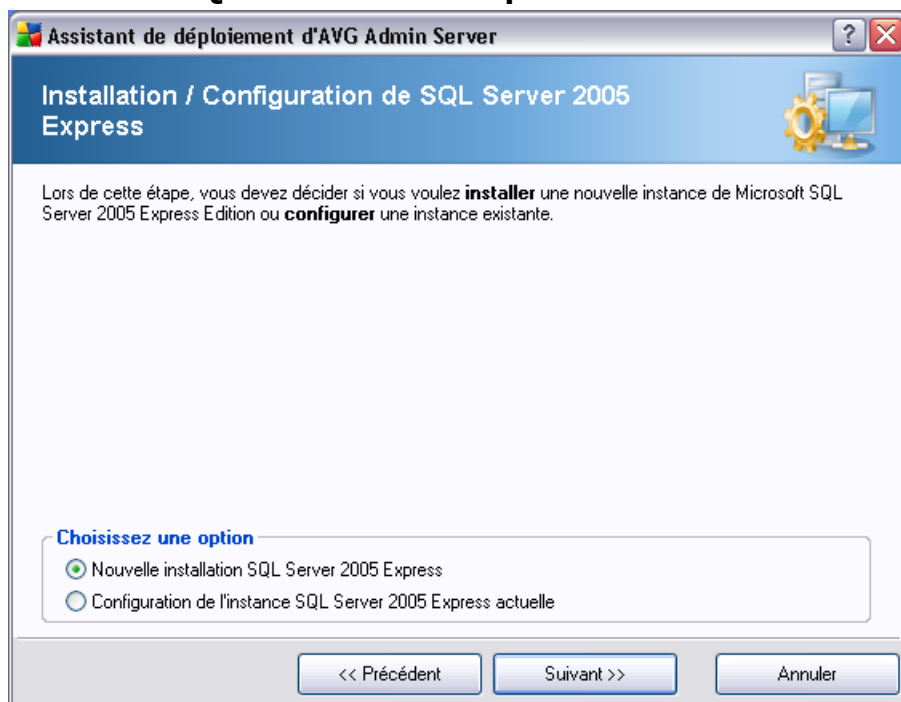 Assistant de déploiement d'AVG Admin Server
Installation / Configuration de SQL Server 2005
Express
Lors de cette étape, vous devez décider si vous voulez installer une nouvelle instance de Microsoft SQL
Server 2005 Express Edition ou configurer une instance existante.
Choisissez une option
Nouvelle installation SQL Server 2005 Express
Configuration de l'instance SQL Server 2005 Express actuelle
<< Précédent
Suivant >>
Annuler